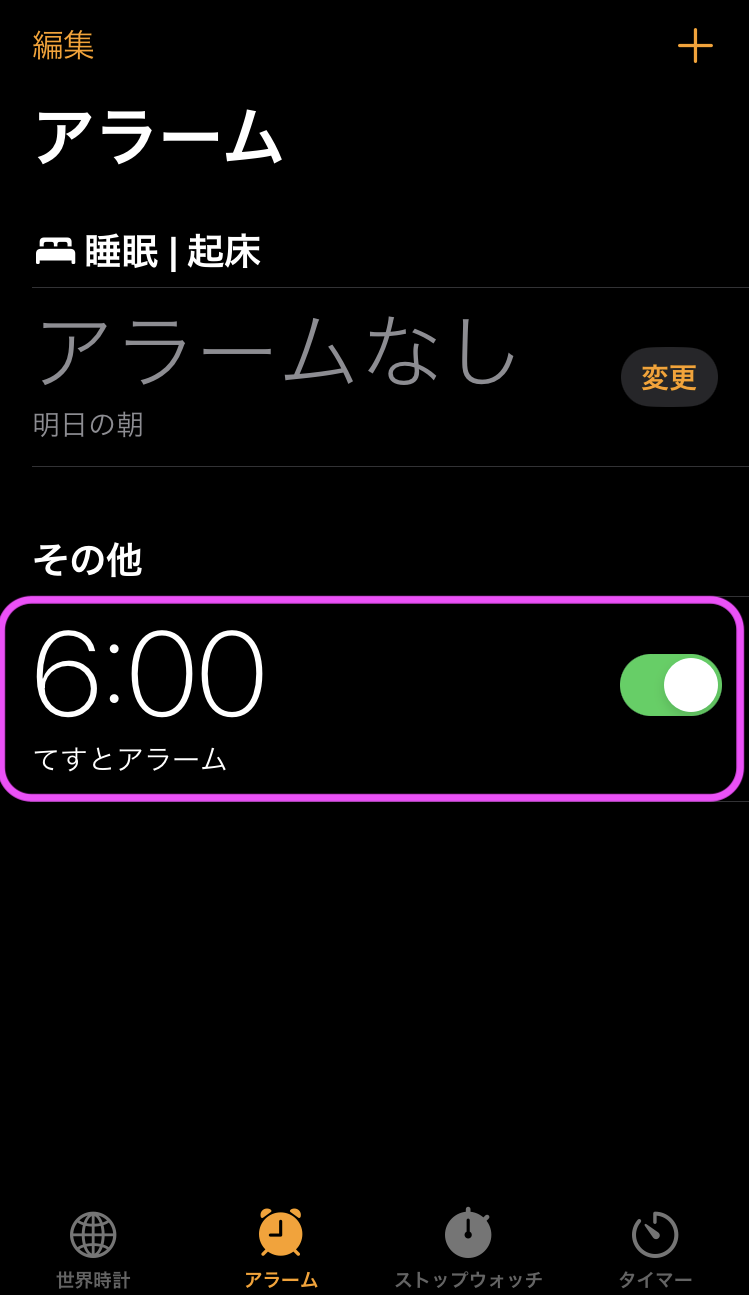 編集
アラーム
睡眠 | 起床
アラームなし
変更
明日の朝
その他
6:00
てすとアラーム
世界時計
アラーム
ストップウォッチ
タイマー